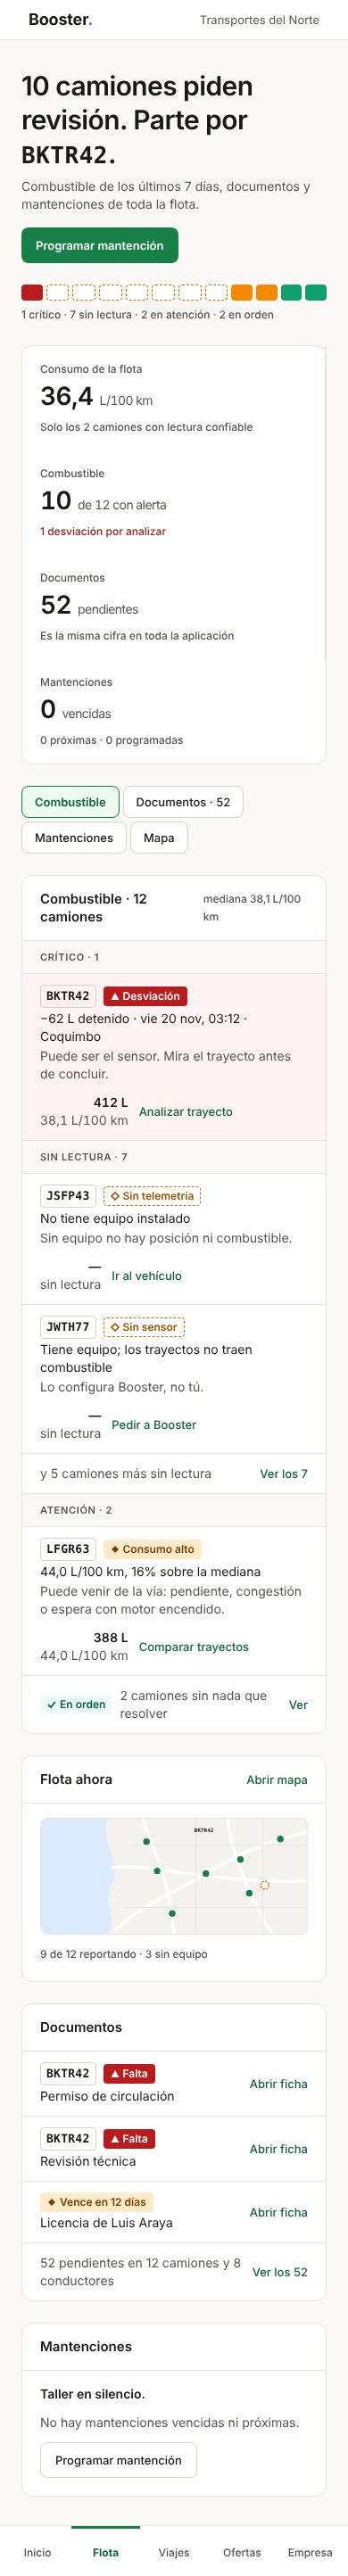 Booster.
Transportes del Norte
10 camiones piden
revisión. Parte por
BKTR42.
Combustible de los últimos 7 días, documentos y
mantenciones de toda la flota.
Programar mantención
1 crítico · 7 sin lectura · 2 en atención · 2 en orden
Consumo de la flota
36,4 L/100 km
Solo los 2 camiones con lectura confiable
Combustible
10 de 12 con alerta
1 desviación por analizar
Documentos
52 pendientes
Es la misma cifra en toda la aplicación
Mantenciones
0 vencidas
0 próximas · 0 programadas
Combustible
Documentos · 52
Mantenciones
Mapa
Combustible · 12
camiones
mediana 38,1 L/100
km
CRÍTICO · 1
BKTR42
Desviación
−62 L detenido · vie 20 nov, 03:12 ·
Coquimbo
Puede ser el sensor. Mira el trayecto antes
de concluir.
412 L
38,1 L/100 km
Analizar trayecto
SIN LECTURA · 7
JSFP43
Sin telemetría
No tiene equipo instalado
Sin equipo no hay posición ni combustible.
—
sin lectura
Ir al vehículo
JWTH77
Sin sensor
Tiene equipo; los trayectos no traen
combustible
Lo configura Booster, no tú.
—
sin lectura
Pedir a Booster
y 5 camiones más sin lectura
Ver los 7
ATENCIÓN · 2
LFGR63
Consumo alto
44,0 L/100 km, 16% sobre la mediana
Puede venir de la vía: pendiente, congestión
o espera con motor encendido.
388 L
44,0 L/100 km
Comparar trayectos
En orden
2 camiones sin nada que
resolver
Ver
Flota ahora
Abrir mapa
BKTR42
9 de 12 reportando · 3 sin equipo
Documentos
BKTR42
Falta
Permiso de circulación
Abrir ficha
BKTR42
Falta
Revisión técnica
Abrir ficha
Vence en 12 días
Licencia de Luis Araya
Abrir ficha
52 pendientes en 12 camiones y 8
conductores
Ver los 52
Mantenciones
Taller en silencio.
No hay mantenciones vencidas ni próximas.
Programar mantención
Inicio
Flota
Viajes
Ofertas
Empresa